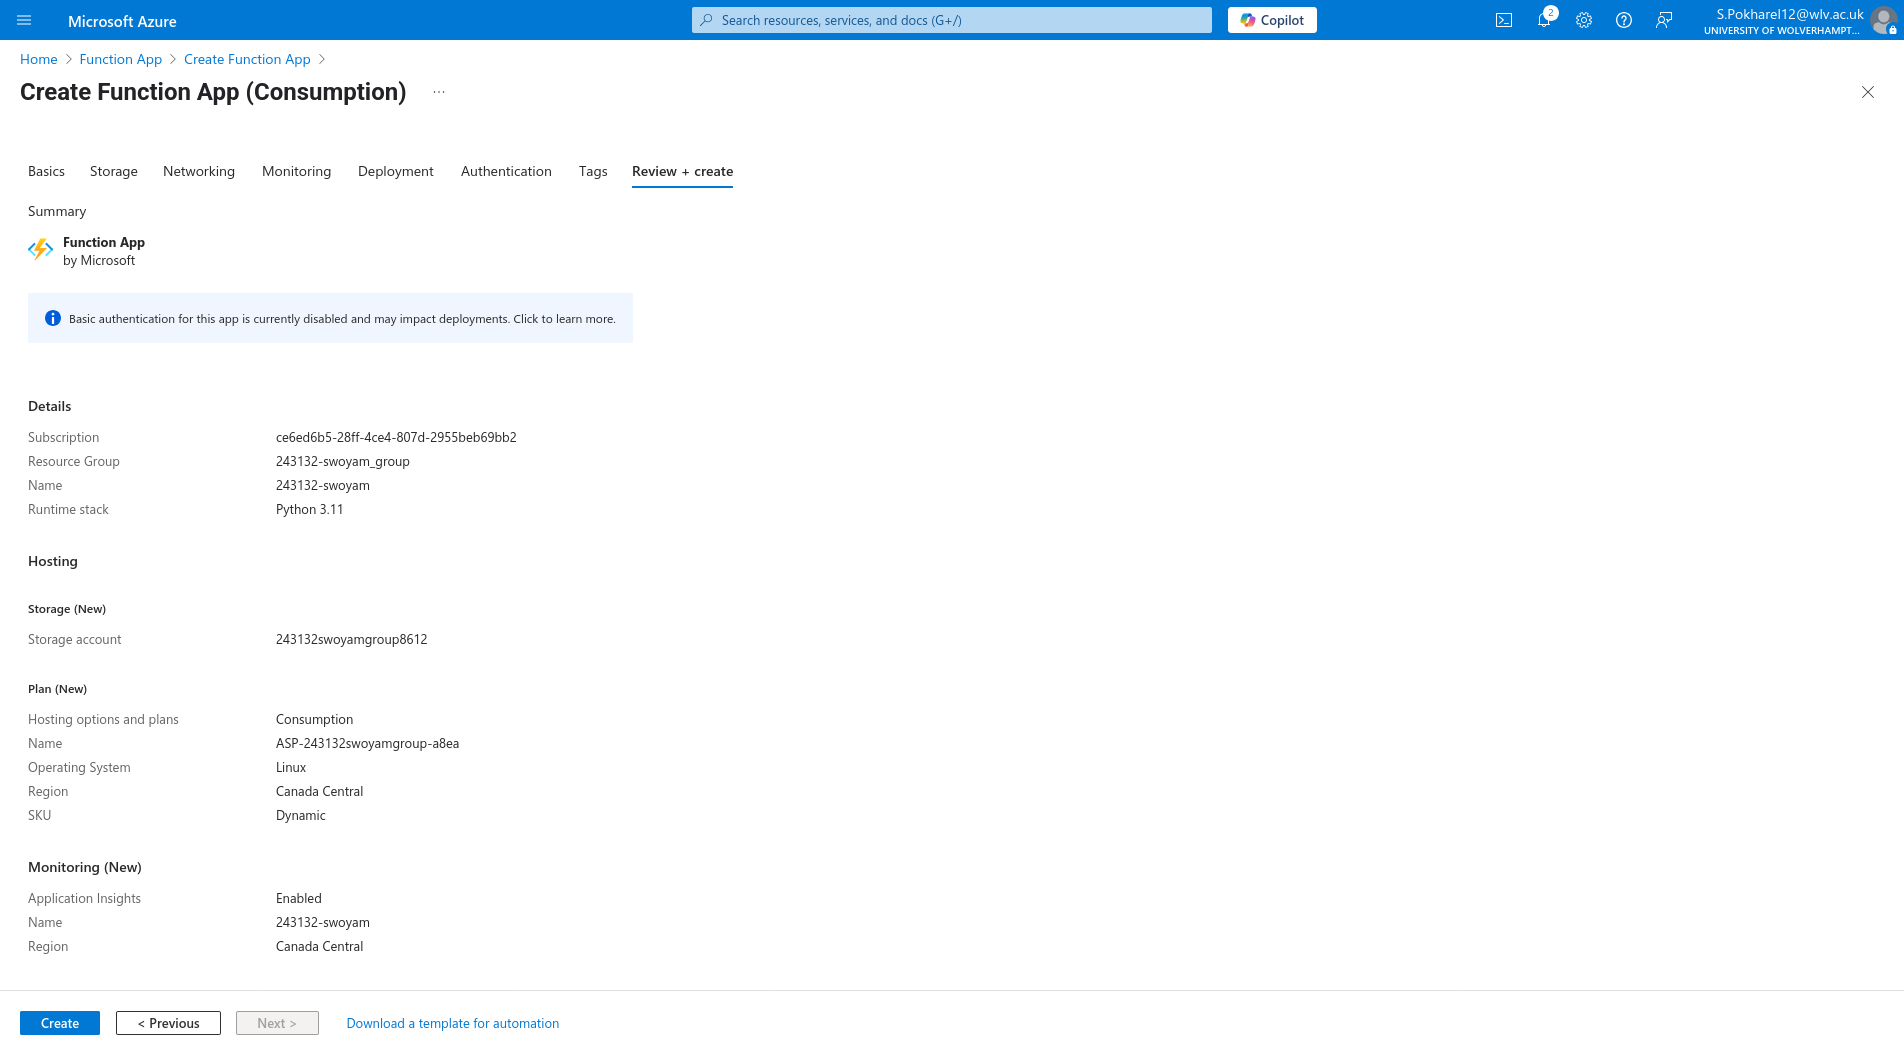 Microsoft Azure
Search resources, services, and docs (G+/)
Copilot
2
S.Pokharel12@wlv.ac.uk
UNIVERSITY OF WOLVERHAMPT...
Home > Function App > Create Function App >
Create Function App (Consumption) ...
Basics Storage Networking Monitoring Deployment Authentication Tags Review + create
Summary
Function App
by Microsoft
Basic authentication for this app is currently disabled and may impact deployments. Click to learn more.
Details
Subscription ce6ed6b5-28ff-4ce4-807d-2955beb69bb2
Resource Group 243132-swoyam_group
Name 243132-swoyam
Runtime stack Python 3.11
Hosting
Storage (New)
Storage account 243132swoyamgroup8612
Plan (New)
Hosting options and plans Consumption
Name ASP-243132swoyamgroup-a8ea
Operating System Linux
Region Canada Central
SKU Dynamic
Monitoring (New)
Application Insights Enabled
Name 243132-swoyam
Region Canada Central
Create < Previous Next > Download a template for automation